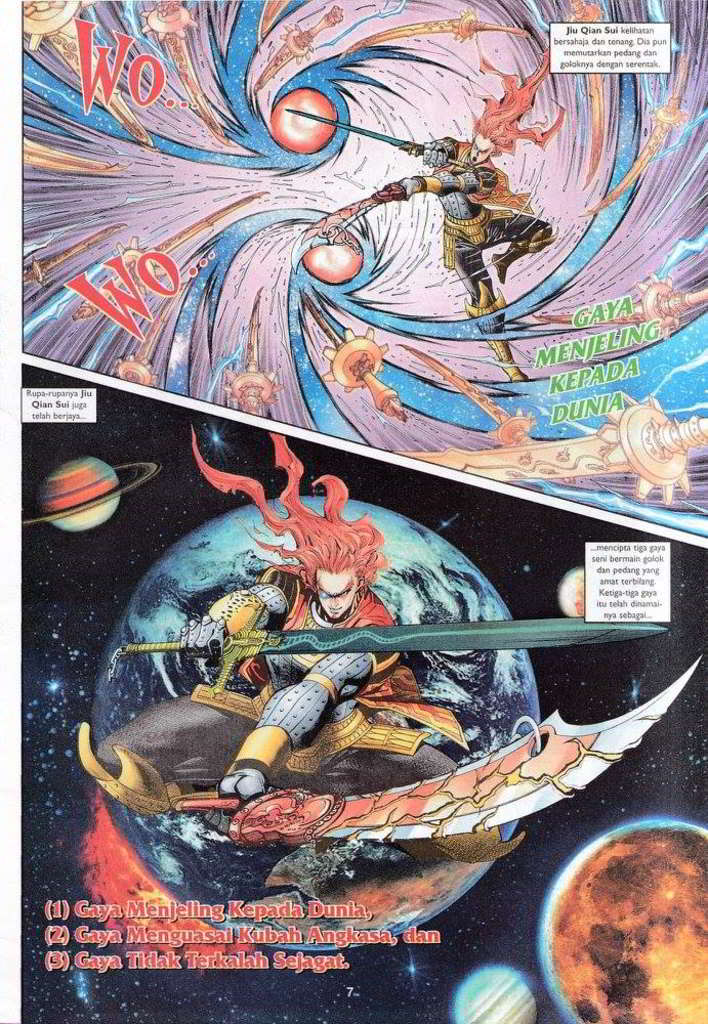 Wo...
Jiu Qian Sui kelihatan
bersahaja dan tenang. Dia pun
memutarkan pedang dan
goloknya dengan serentak.
Wo...
GAYA
MENJELING
KEPADA
DUNIA
Rupa-rupanya Jiu
Qian Sui juga
telah berjaya...
...mencipta tiga gaya
seni bermain golok
dan pedang yang
amat terbilang.
Ketiga-tiga gaya
itu telah dinamai-
nya sebagai...
(1) Gaya Menjeling Kepada Dunia,
(2) Gaya Menguasai Kubah Angkasa, dan
(3) Gaya Tidak Terkalah Sejagat.
7